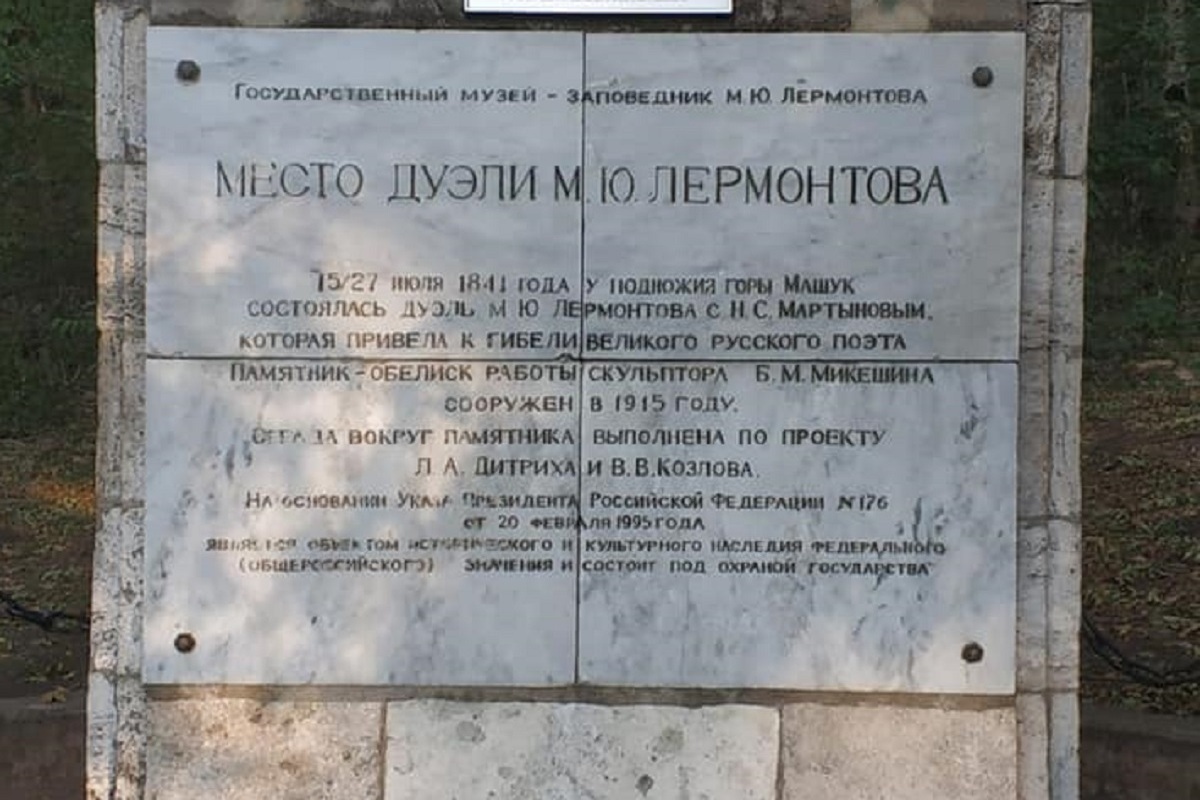 Государственный музей - заповедник М.Ю. Лермонтова
Место дуэли М.Ю. Лермонтова
15/27 июля 1841 года у подножия горы Машук
состоялась дуэль М Ю Лермонтова с Н.С. Мартыновым,
которая привела к гибели великого русского поэта
Памятник - обелиск работы скульптора Б.М. Микешина
сооружен в 1915 году.
Ограда вокруг памятника выполнена по проекту
Л.А. Дитриха и В.В. Козлова.
На основании Указа Президента Российской Федерации №176
от 20 февраля 1995 года
является объектом исторического и культурного наследия федерального
(общероссийского) значения и состоит под охраной государства